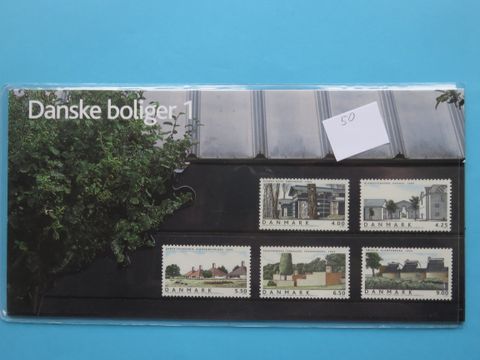 Danske boliger 1
50
DANMARK 4.00
DANMARK 4.25
DANMARK 5.50
DANMARK 6.50
DANMARK 9.00